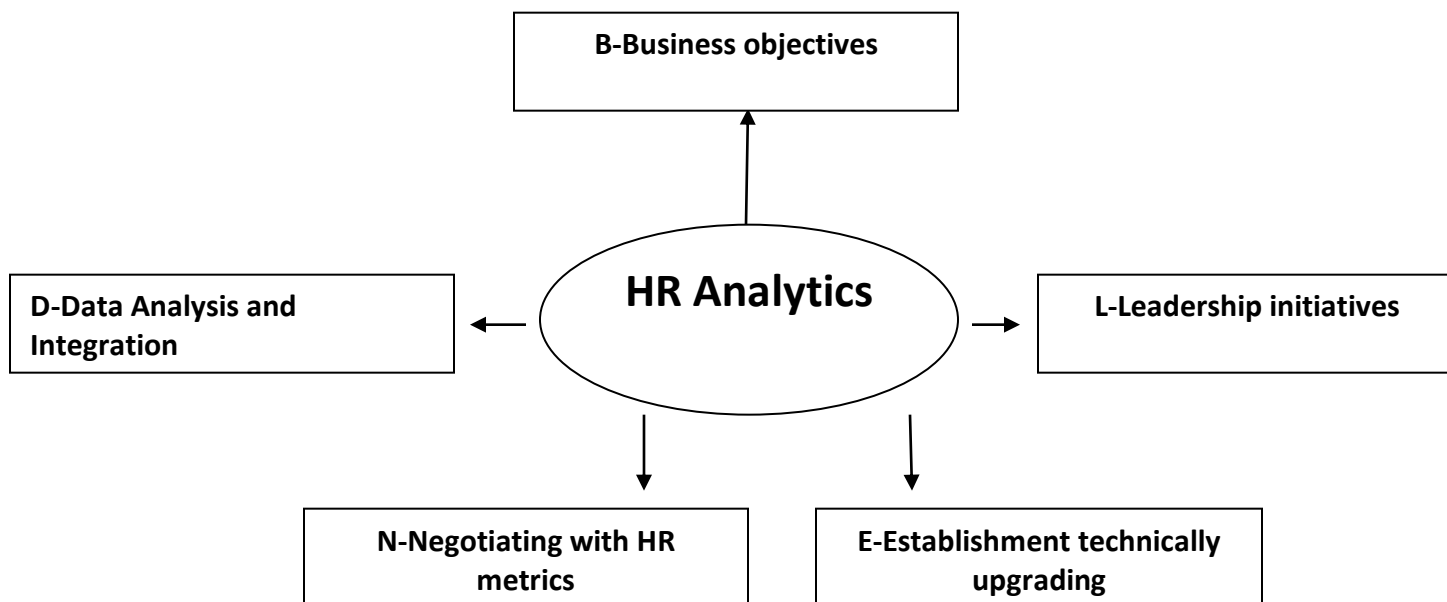 B-Business objectives
HR Analytics
D-Data Analysis and
Integration
L-Leadership initiatives
N-Negotiating with HR
metrics
E-Establishment technically
upgrading